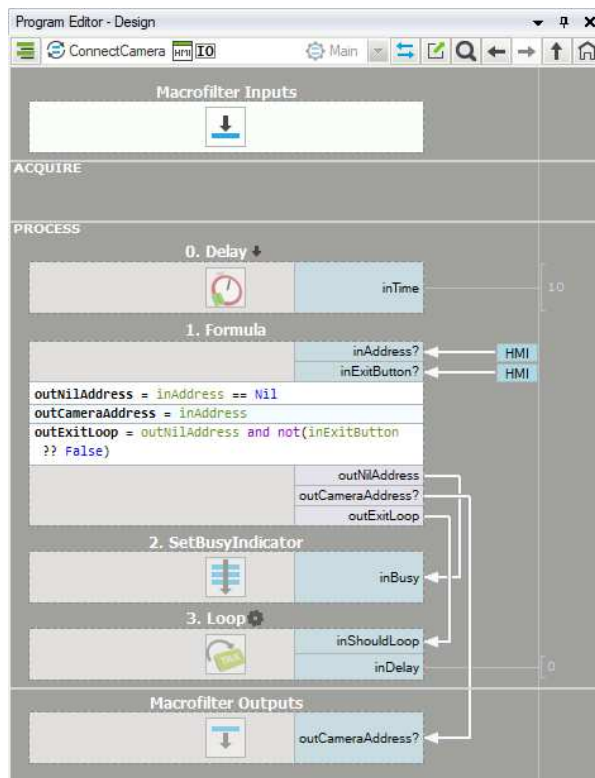 Program Editor - Design
ConnectCamera HMI IO Main
Macrofilter Inputs
ACQUIRE
PROCESS
0. Delay
inTime
10
1. Formula
inAddress?
HMI
inExitButton?
HMI
outNilAddress = inAddress == Nil
outCameraAddress = inAddress
outExitLoop = outNilAddress and not(inExitButton
?? False)
outNilAddress
outCameraAddress?
outExitLoop
2. SetBusyIndicator
inBusy
3. Loop
inShouldLoop
inDelay
0
Macrofilter Outputs
outCameraAddress?